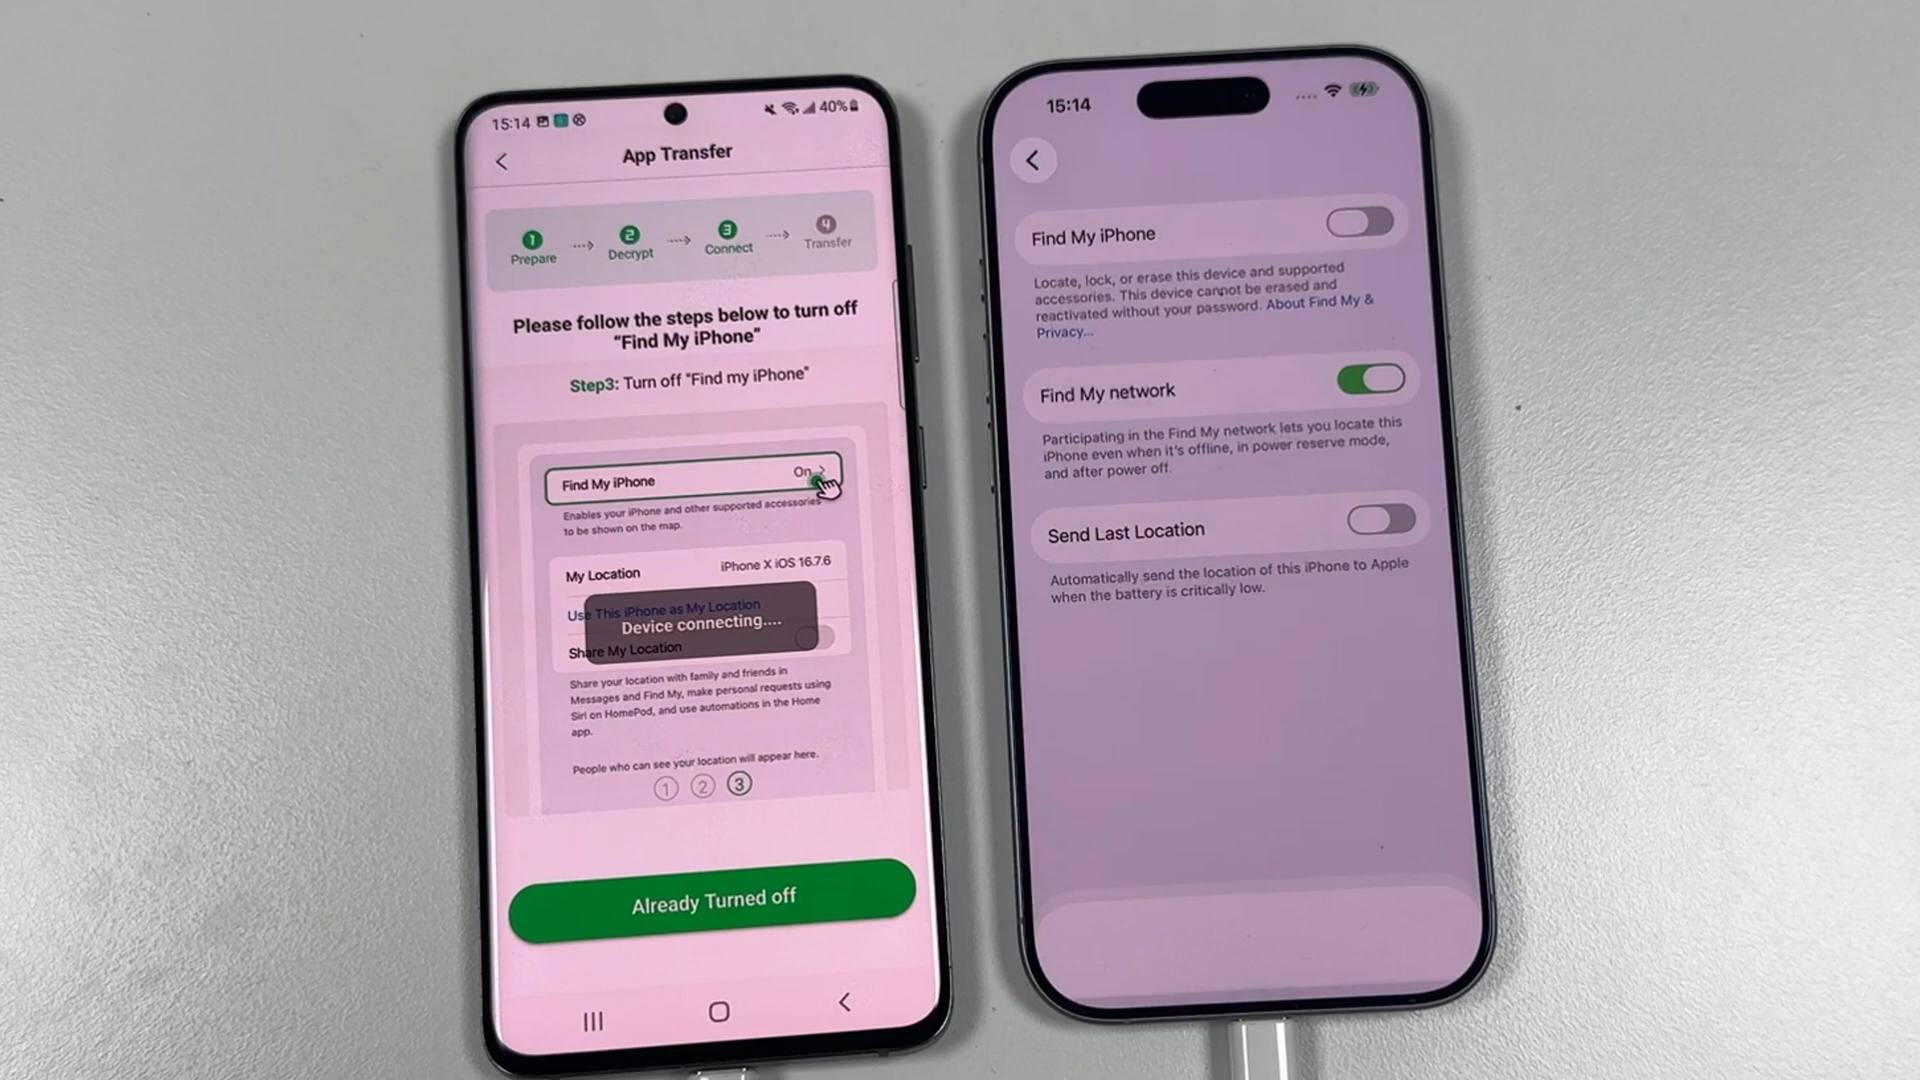 15:14
40%
App Transfer
1
2
3
4
Prepare
Decrypt
Connect
Transfer
Please follow the steps below to turn off
"Find My iPhone"
Step3: Turn off "Find my iPhone"
Find My iPhone
On
Enables your iPhone and other supported accessories
to be shown on the map.
My Location
iPhone X iOS 16.7.6
Use This iPhone as My Location
Device connecting....
Share My Location
Share your location with family and friends in
Messages and Find My, make personal requests using
Siri on HomePod, and use automations in the Home
app.
People who can see your location will appear here.
1 2 3
Already Turned off
15:14
Find My iPhone
Locate, lock, or erase this device and supported
accessories. This device cannot be erased and
reactivated without your password. About Find My &
Privacy...
Find My network
Participating in the Find My network lets you locate this
iPhone even when it's offline, in power reserve mode,
and after power off.
Send Last Location
Automatically send the location of this iPhone to Apple
when the battery is critically low.